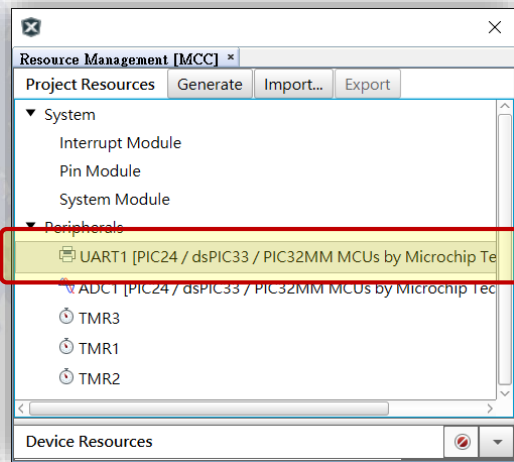 Resource Management [MCC] ×
Project Resources Generate Import... Export
System
Interrupt Module
Pin Module
System Module
Peripherals
UART1 [PIC24 / dsPIC33 / PIC32MM MCUs by Microchip Te
ADC1 [PIC24 / dsPIC33 / PIC32MM MCUs by Microchip Tec
TMR3
TMR1
TMR2
Device Resources